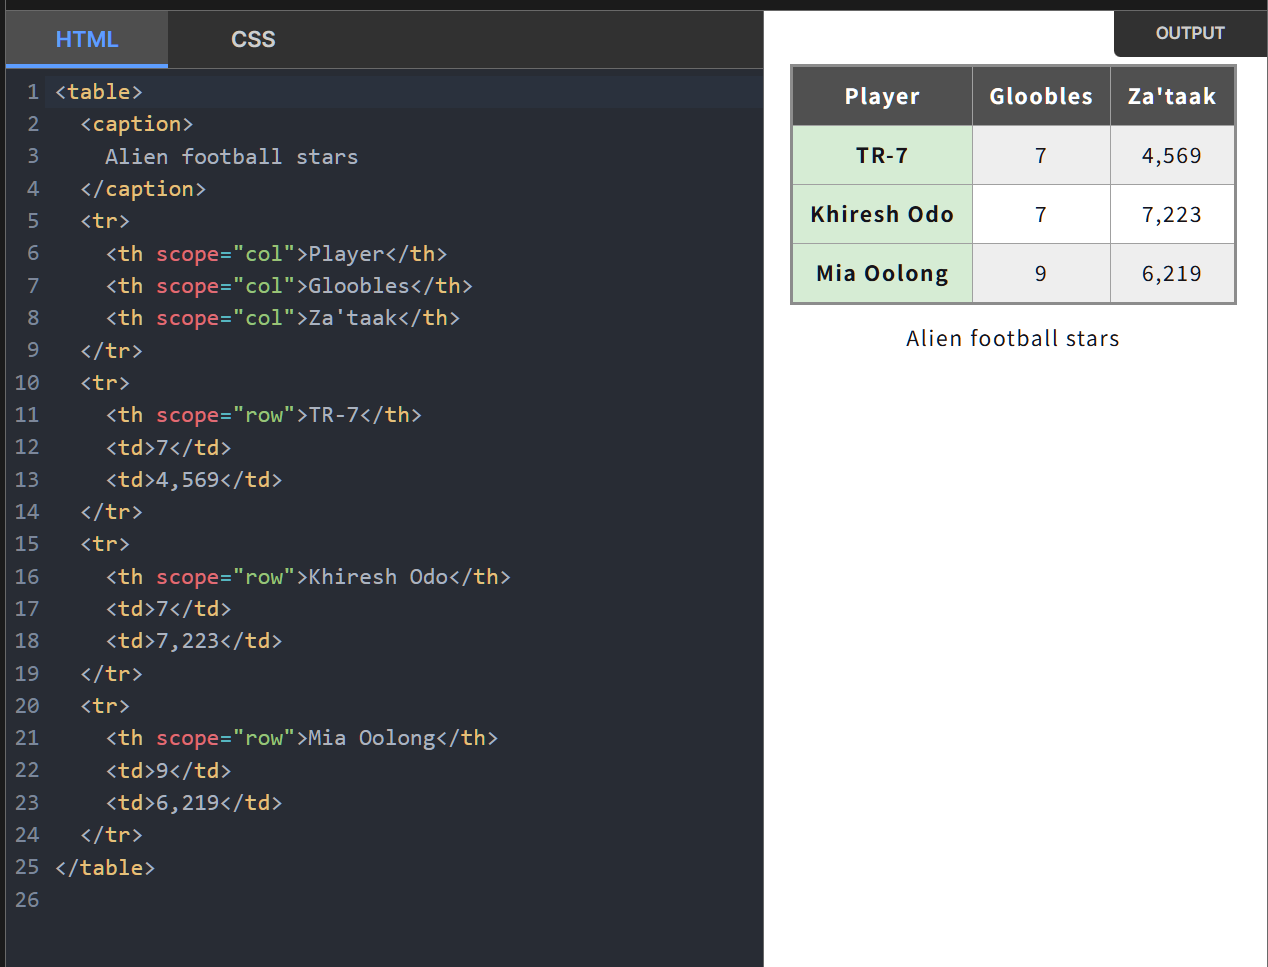 HTML CSS
1 <table>
2   <caption>
3     Alien football stars
4   </caption>
5   <tr>
6     <th scope="col">Player</th>
7     <th scope="col">Gloobles</th>
8     <th scope="col">Za'taak</th>
9   </tr>
10   <tr>
11     <th scope="row">TR-7</th>
12     <td>7</td>
13     <td>4,569</td>
14   </tr>
15   <tr>
16     <th scope="row">Khiresh Odo</th>
17     <td>7</td>
18     <td>7,223</td>
19   </tr>
20   <tr>
21     <th scope="row">Mia Oolong</th>
22     <td>9</td>
23     <td>6,219</td>
24   </tr>
25 </table>
26
OUTPUT
Player Gloobles Za'taak
TR-7 7 4,569
Khiresh Odo 7 7,223
Mia Oolong 9 6,219
Alien football stars